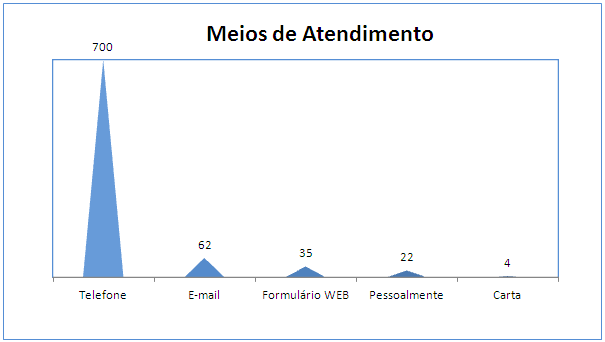 Meios de Atendimento
700
62
35
22
4
Telefone
E-mail
Formulário WEB
Pessoalmente
Carta